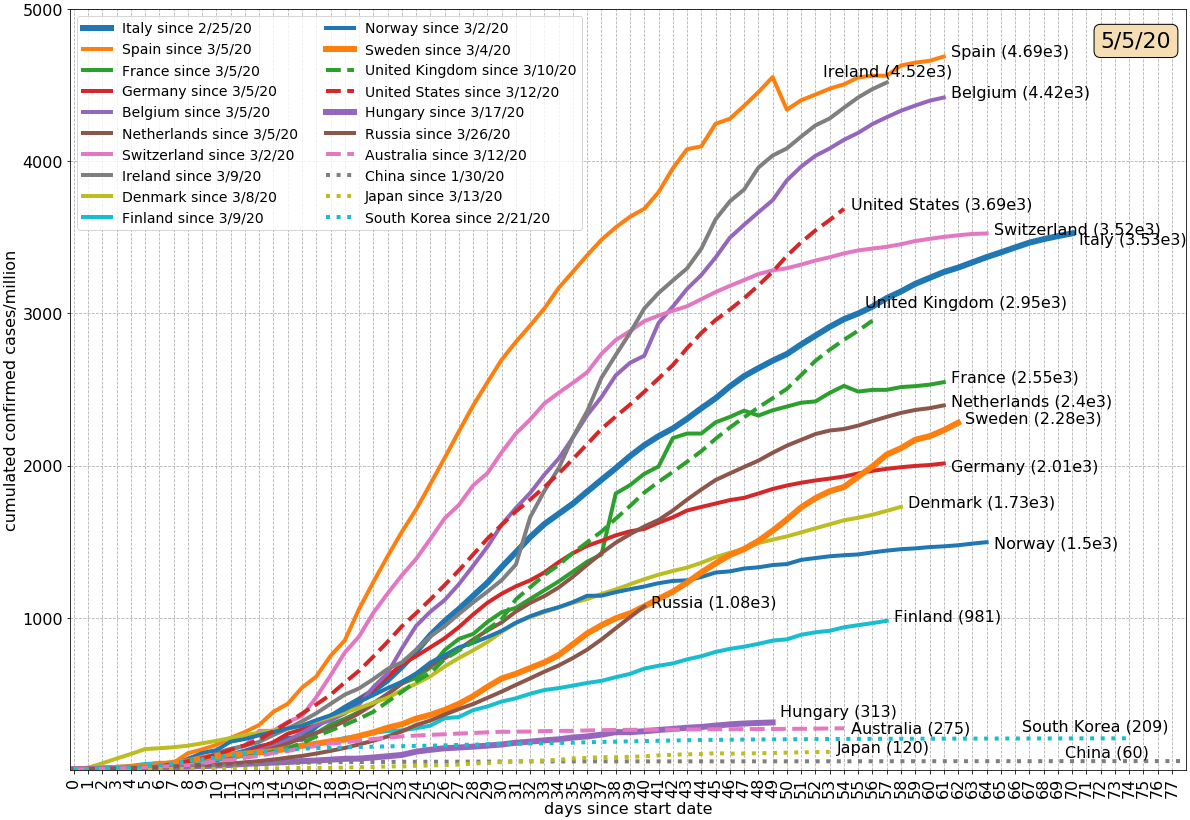 5000
4000
3000
2000
1000
cumulated confirmed cases/million
Italy since 2/25/20
Spain since 3/5/20
France since 3/5/20
Germany since 3/5/20
Belgium since 3/5/20
Netherlands since 3/5/20
Switzerland since 3/2/20
Ireland since 3/9/20
Denmark since 3/8/20
Finland since 3/9/20
Norway since 3/2/20
Sweden since 3/4/20
United Kingdom since 3/10/20
United States since 3/12/20
Hungary since 3/17/20
Russia since 3/26/20
Australia since 3/12/20
China since 1/30/20
Japan since 3/13/20
South Korea since 2/21/20
5/5/20
Spain (4.69e3)
Ireland (4.52e3)
Belgium (4.42e3)
United States (3.69e3)
Switzerland (3.52e3)
Italy (3.53e3)
United Kingdom (2.95e3)
France (2.55e3)
Netherlands (2.4e3)
Sweden (2.28e3)
Germany (2.01e3)
Denmark (1.73e3)
Norway (1.5e3)
Russia (1.08e3)
Finland (981)
Hungary (313)
Australia (275)
South Korea (209)
Japan (120)
China (60)
0 1 2 3 4 5 6 7 8 9 10 11 12 13 14 15 16 17 18 19 20 21 22 23 24 25 26 27 28 29 30 31 32 33 34 35 36 37 38 39 40 41 42 43 44 45 46 47 48 49 50 51 52 53 54 55 56 57 58 59 60 61 62 63 64 65 66 67 68 69 70 71 72 73 74 75 76 77
days since start date